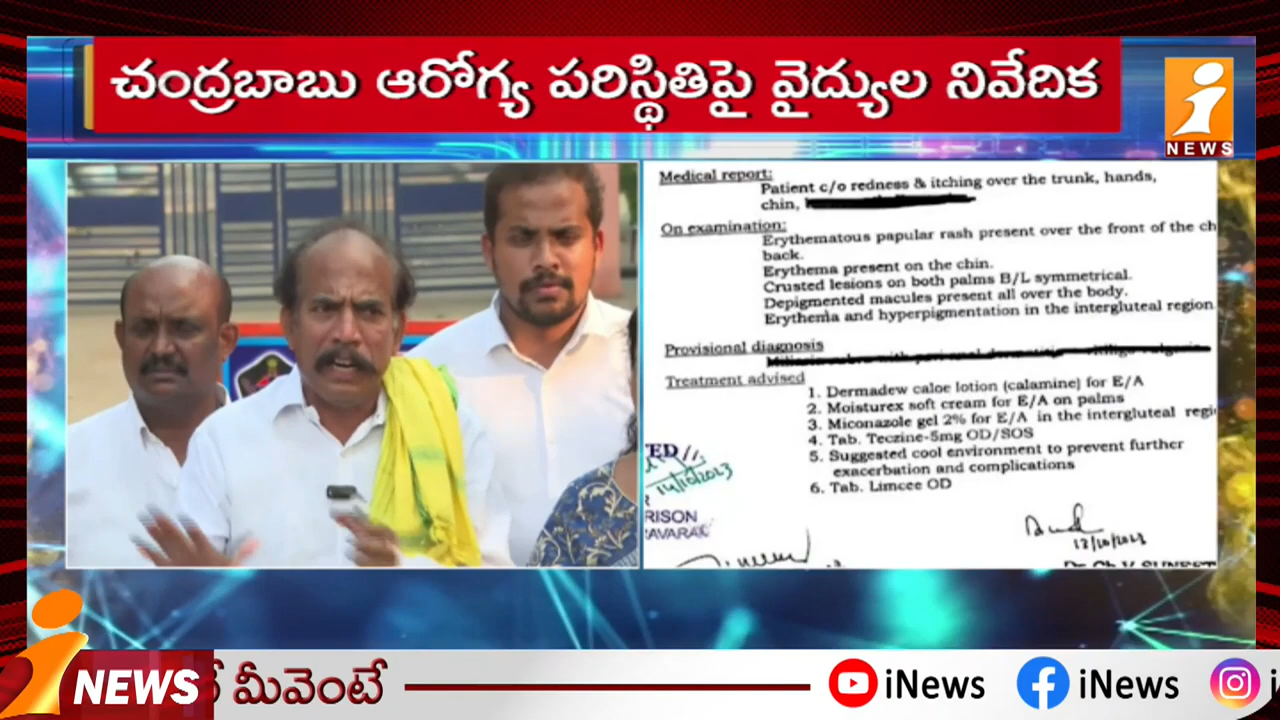 చంద్రబాబు ఆరోగ్య పరిస్థితిపై వైద్యుల నివేదిక
i
NEWS
Medical report:
Patient c/o redness & itching over the trunk, hands,
chin,
On examination:
Erythematous papular rash present over the front of the ch
back.
Erythema present on the chin.
Crusted lesions on both palms B/L symmetrical.
Depigmented macules present all over the body.
Erythema and hyperpigmentation in the intergluteal region
Provisional diagnosis
Treatment advised
1. Dermadew caloe lotion (calamine) for E/A
2. Moisturex soft cream for E/A on palms
3. Miconazole gel 2% for E/A in the intergluteal regi
4. Tab. Teczine-5mg OD/SOS
5. Suggested cool environment to prevent further
exacerbation and complications
6. Tab. Limcee OD
TED //
14/10/2023
RISON
13/10/2023
i NEWS
మీవెంటే
iNews
iNews